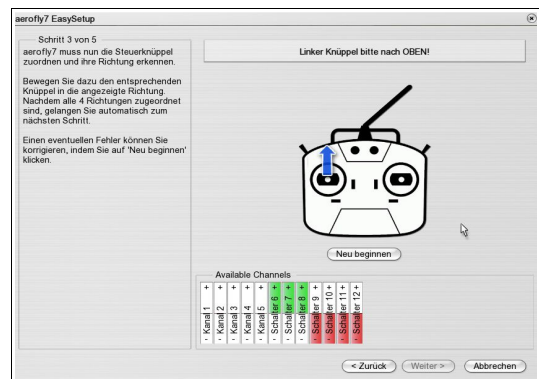 aerofly7 EasySetup
Schritt 3 von 5
aerofly7 muss nun die Steuerknüppel
zuordnen und ihre Richtung erkennen.
Bewegen Sie dazu den entsprechenden
Knüppel in die angezeigte Richtung.
Nachdem alle 4 Richtungen zugeordnet
sind, gelangen Sie automatisch zum
nächsten Schritt.
Einen eventuellen Fehler können Sie
korrigieren, indem Sie auf 'Neu beginnen'
klicken.
Linker Knüppel bitte nach OBEN!
Neu beginnen
Available Channels
- Kanal 1 +
- Kanal 2 +
- Kanal 3 +
- Kanal 4 +
- Kanal 5 +
- Schalter 6 +
- Schalter 7 +
- Schalter 8 +
- Schalter 9 +
- Schalter 10 +
- Schalter 11 +
- Schalter 12 +
< Zurück
Weiter >
Abbrechen